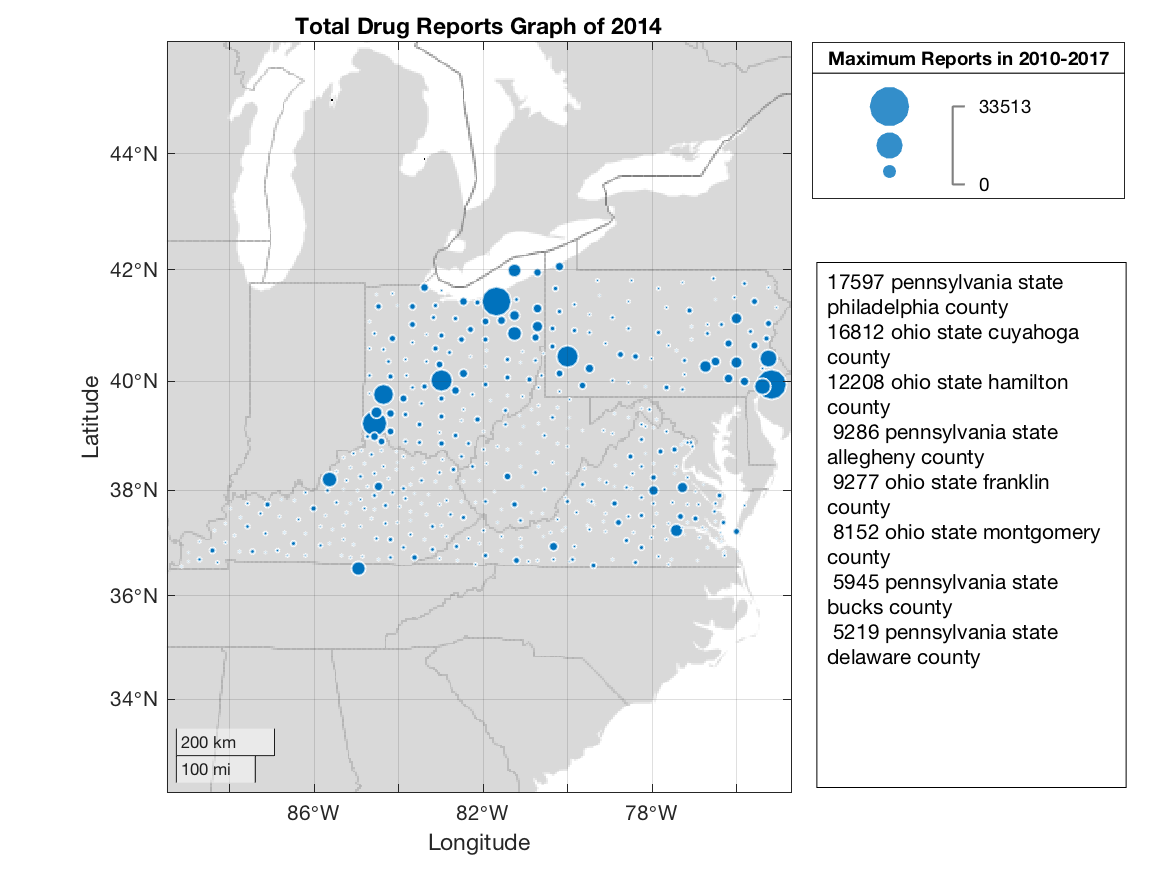 Total Drug Reports Graph of 2014
Maximum Reports in 2010-2017
33513
0
44°N
42°N
40°N
38°N
36°N
34°N
Latitude
200 km
100 mi
86°W
82°W
78°W
Longitude
17597 pennsylvania state
philadelphia county
16812 ohio state cuyahoga
county
12208 ohio state hamilton
county
9286 pennsylvania state
allegheny county
9277 ohio state franklin
county
8152 ohio state montgomery
county
5945 pennsylvania state
bucks county
5219 pennsylvania state
delaware county